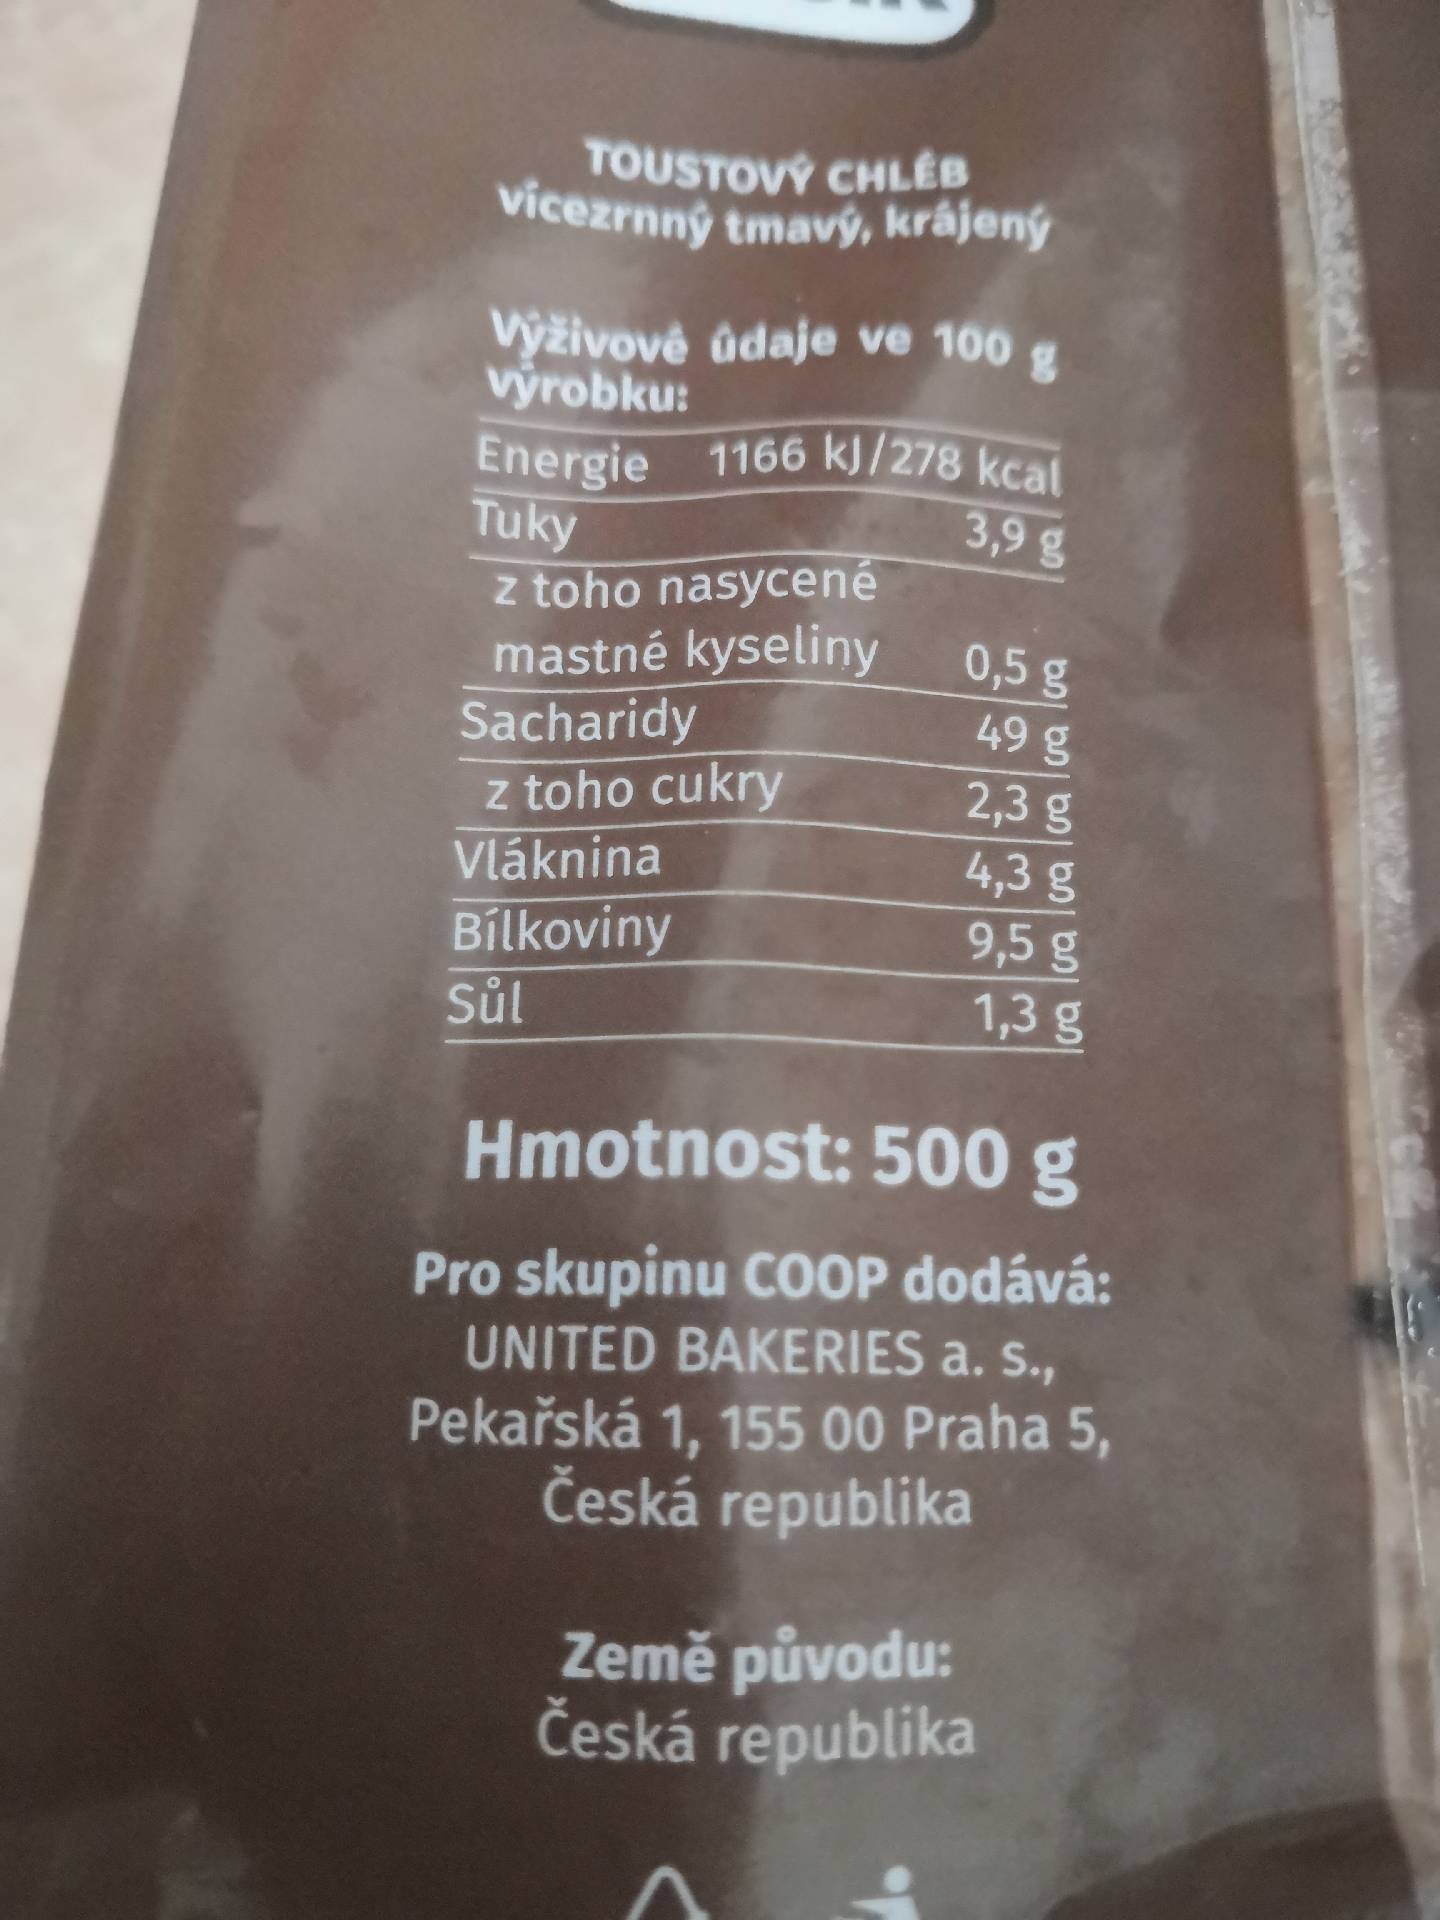 TOUSTOVÝ CHLÉB
vícezrnný tmavý, krájený
Výživové údaje ve 100 g
výrobku:
Energie 1166 kJ/278 kcal
Tuky 3,9 g
z toho nasycené
mastné kyseliny 0,5 g
Sacharidy 49 g
z toho cukry 2,3 g
Vláknina 4,3 g
Bílkoviny 9,5 g
Sůl 1,3 g
Hmotnost: 500 g
Pro skupinu COOP dodává:
UNITED BAKERIES a. s.,
Pekařská 1, 155 00 Praha 5,
Česká republika
Země původu:
Česká republika